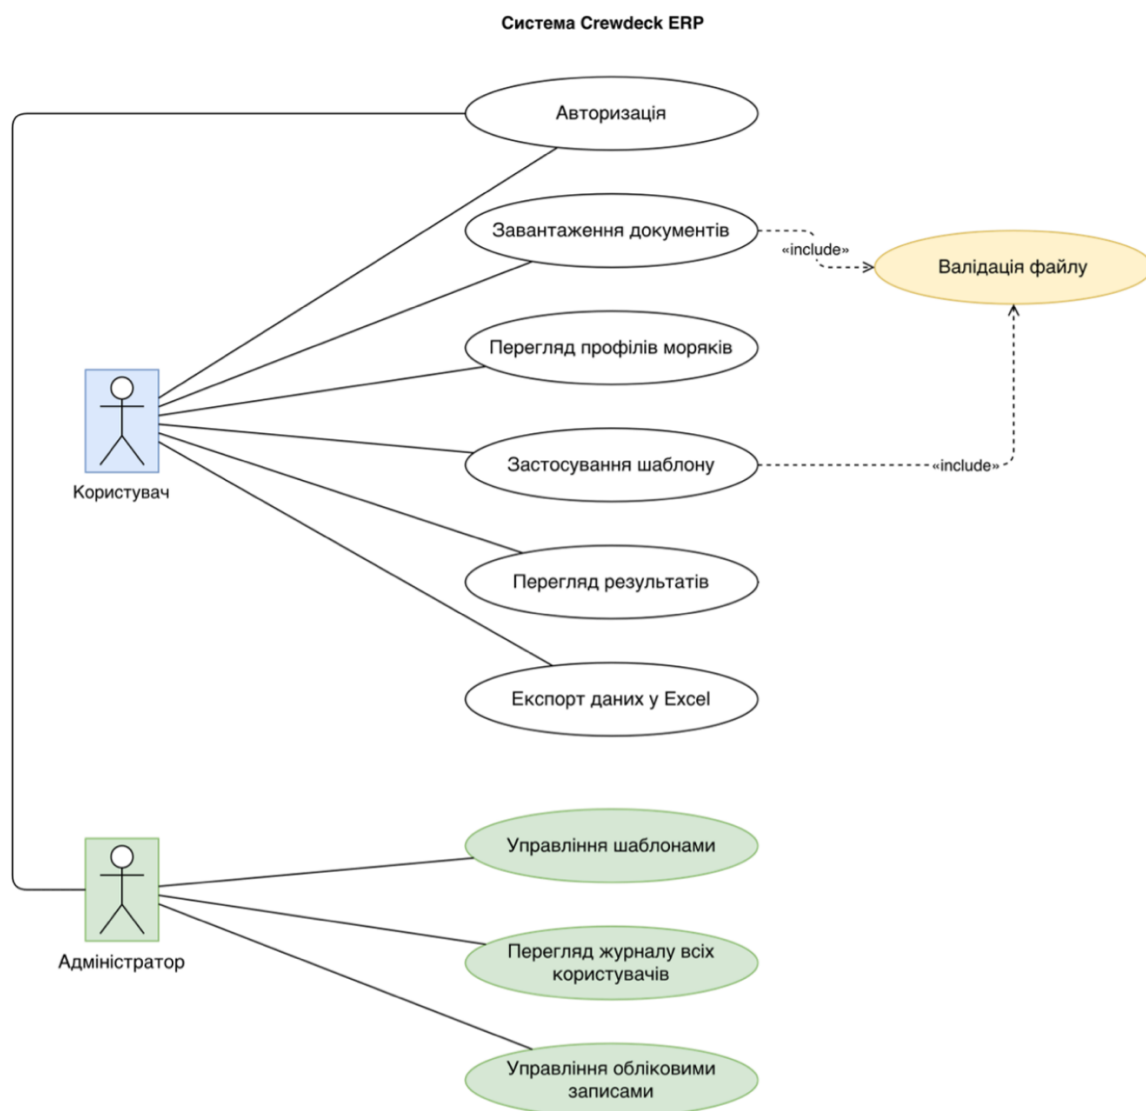 Система Crewdeck ERP
Авторизація
Завантаження документів
«include»
Валідація файлу
Перегляд профілів моряків
Користувач
Застосування шаблону
«include»
Перегляд результатів
Експорт даних у Excel
Управління шаблонами
Адміністратор
Перегляд журналу всіх
користувачів
Управління обліковими
записами